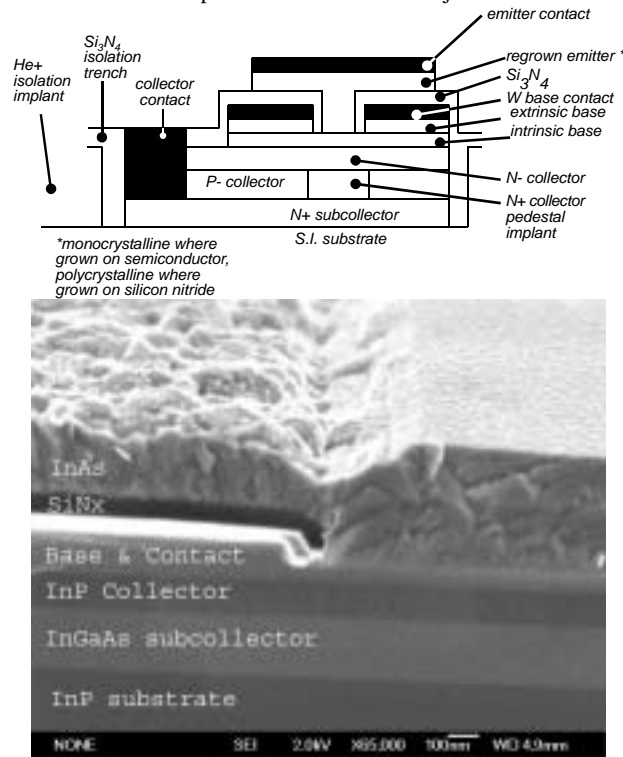 emitter contact
regrown emitter *
Si3N4
W base contact
extrinsic base
intrinsic base
N- collector
N+ collector
pedestal
implant
Si3N4
isolation
trench
He+
isolation
implant
collector
contact
P- collector
N+ subcollector
S.I. substrate
*monocrystalline where
grown on semiconductor,
polycrystalline where
grown on silicon nitride
InAs
SiNx
Base & Contact
InP Collector
InGaAs subcollector
InP substrate
NONE SEI 2.0kV X65,000 100nm WD 4.9mm